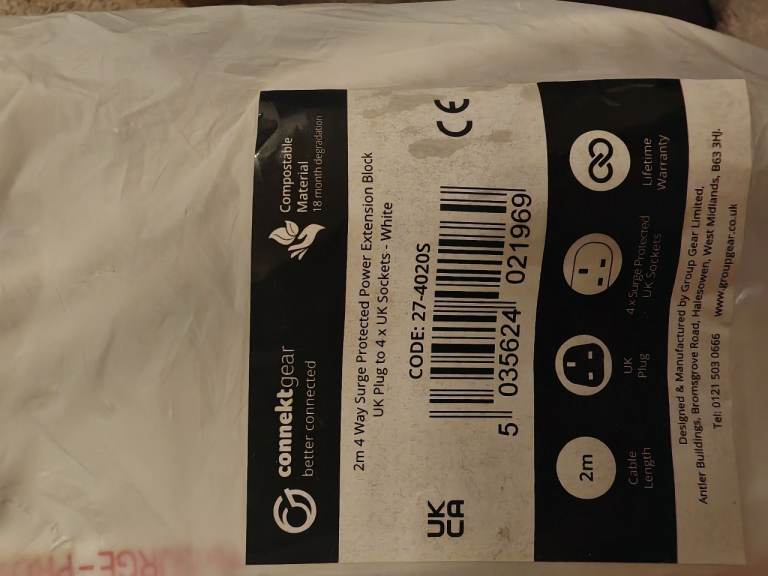 connektgear
better connected
Compostable
Material
18 month degradation
2m 4 Way Surge Protected Power Extension Block
UK Plug to 4 x UK Sockets - White
CODE: 27-4020S
UK
CA
CE
5 035624 021969
2m
Cable
Length
UK
Plug
4 x Surge Protected
UK Sockets
Lifetime
Warranty
Designed & Manufactured by Group Gear Limited,
Antler Buildings, Bromsgrove Road, Halesowen, West Midlands, B63 3HJ.
Tel: 0121 503 0666 www.groupgear.co.uk